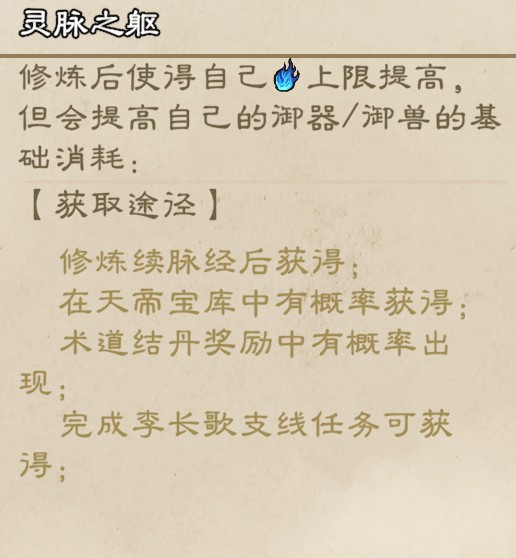 灵脉之躯
修炼后使得自己上限提高，
但会提高自己的御器/御兽的基
础消耗：
【获取途径】
修炼续脉经后获得；
在天帝宝库中有概率获得；
术道结丹奖励中有概率出
现；
完成李长歌支线任务可获
得；